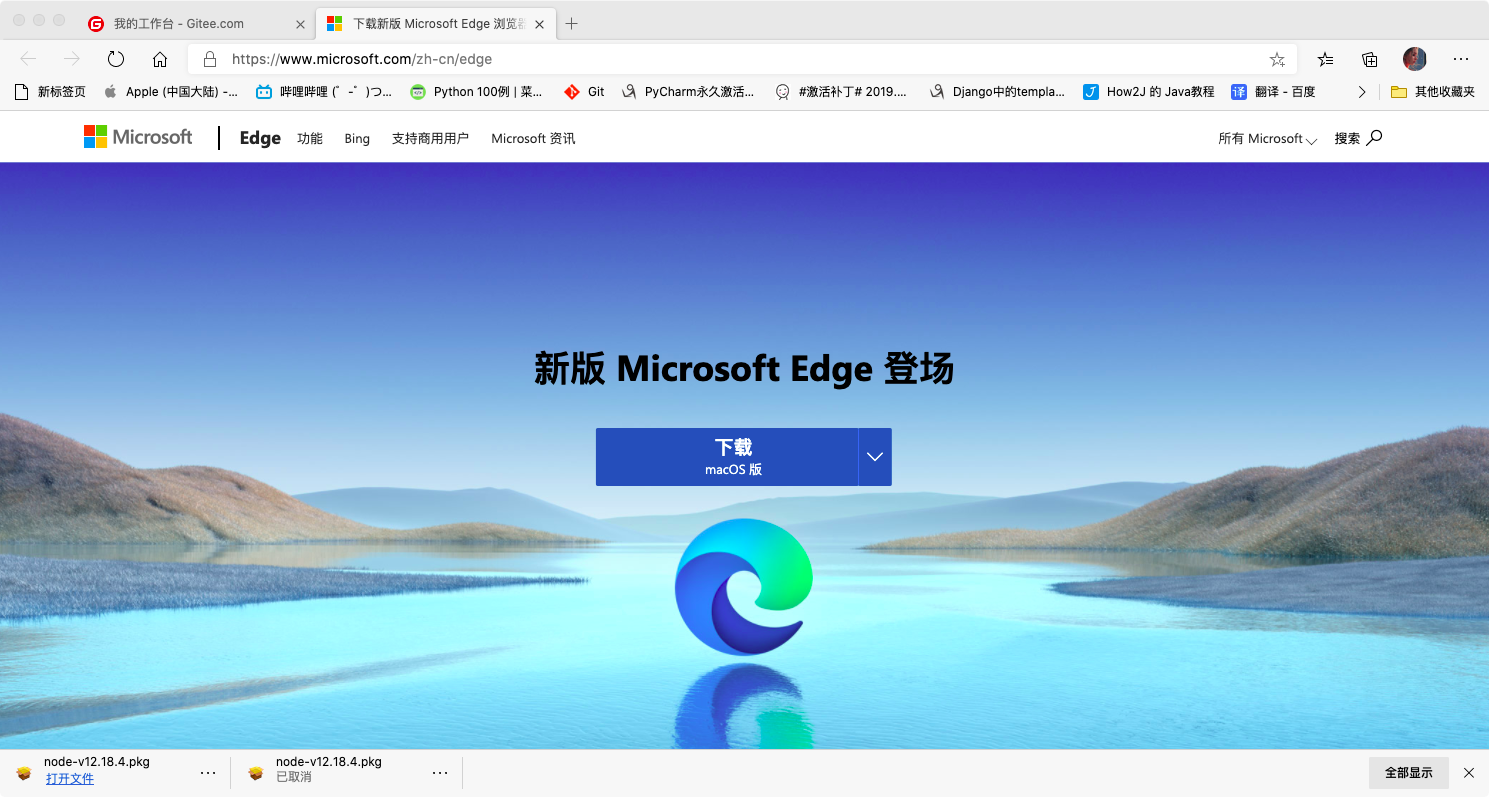 我的工作台 - Gitee.com
下载新版 Microsoft Edge 浏览器
https://www.microsoft.com/zh-cn/edge
新标签页 Apple (中国大陆) -... 哔哩哔哩 (゜-゜)つ... Python 100例 | 菜... Git PyCharm永久激活... #激活补丁# 2019.... Django中的templa... How2J 的 Java教程 翻译 - 百度 其他收藏夹
Microsoft Edge 功能 Bing 支持商用用户 Microsoft 资讯 所有 Microsoft 搜索
新版 Microsoft Edge 登场
下载
macOS 版
node-v12.18.4.pkg
打开文件
node-v12.18.4.pkg
已取消
全部显示